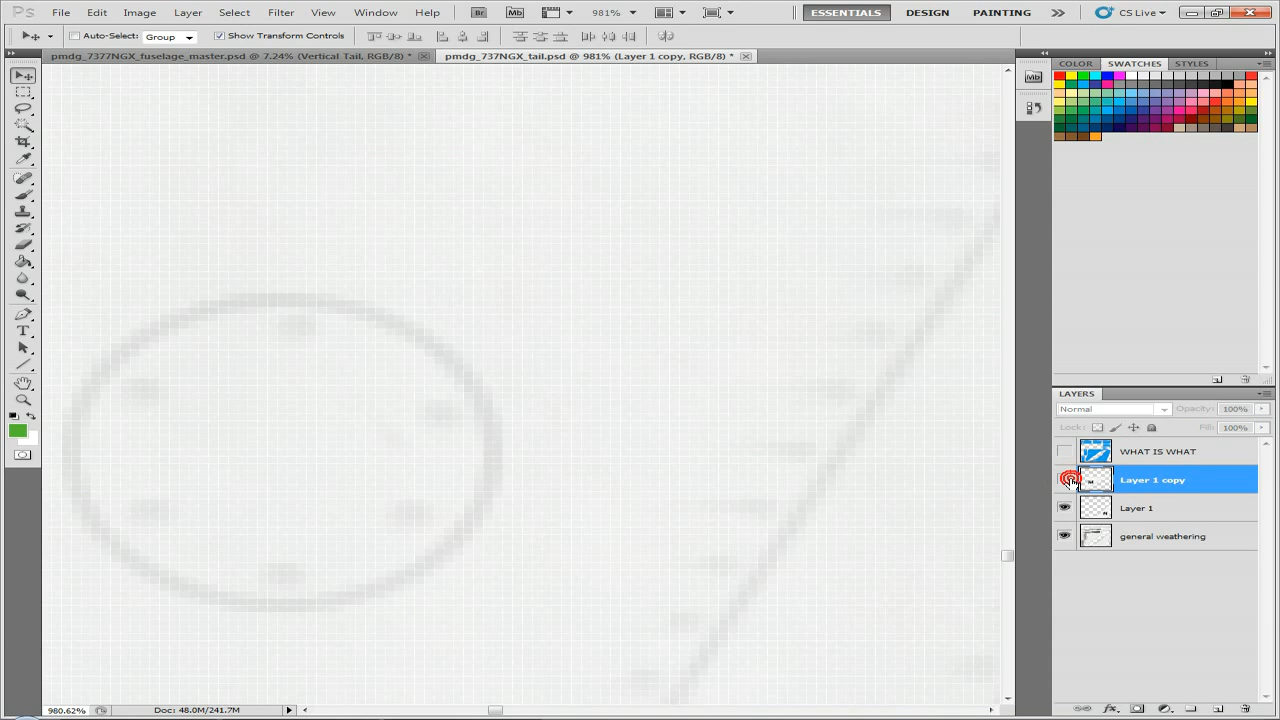 Ps File Edit Image Layer Select Filter View Window Help Br Mb 981% ESSENTIALS DESIGN PAINTING CS Live
Auto-Select: Group Show Transform Controls
pmdg_7377NGX_fuselage_master.psd @ 7.24% (Vertical Tail, RGB/8) * pmdg_737NGX_tail.psd @ 981% (Layer 1 copy, RGB/8) *
COLOR SWATCHES STYLES
Mb
T
LAYERS
Normal Opacity: 100%
Lock: Fill: 100%
WHAT IS WHAT
Layer 1 copy
Layer 1
general weathering
980.62% Doc: 48.0M/241.7M
fx